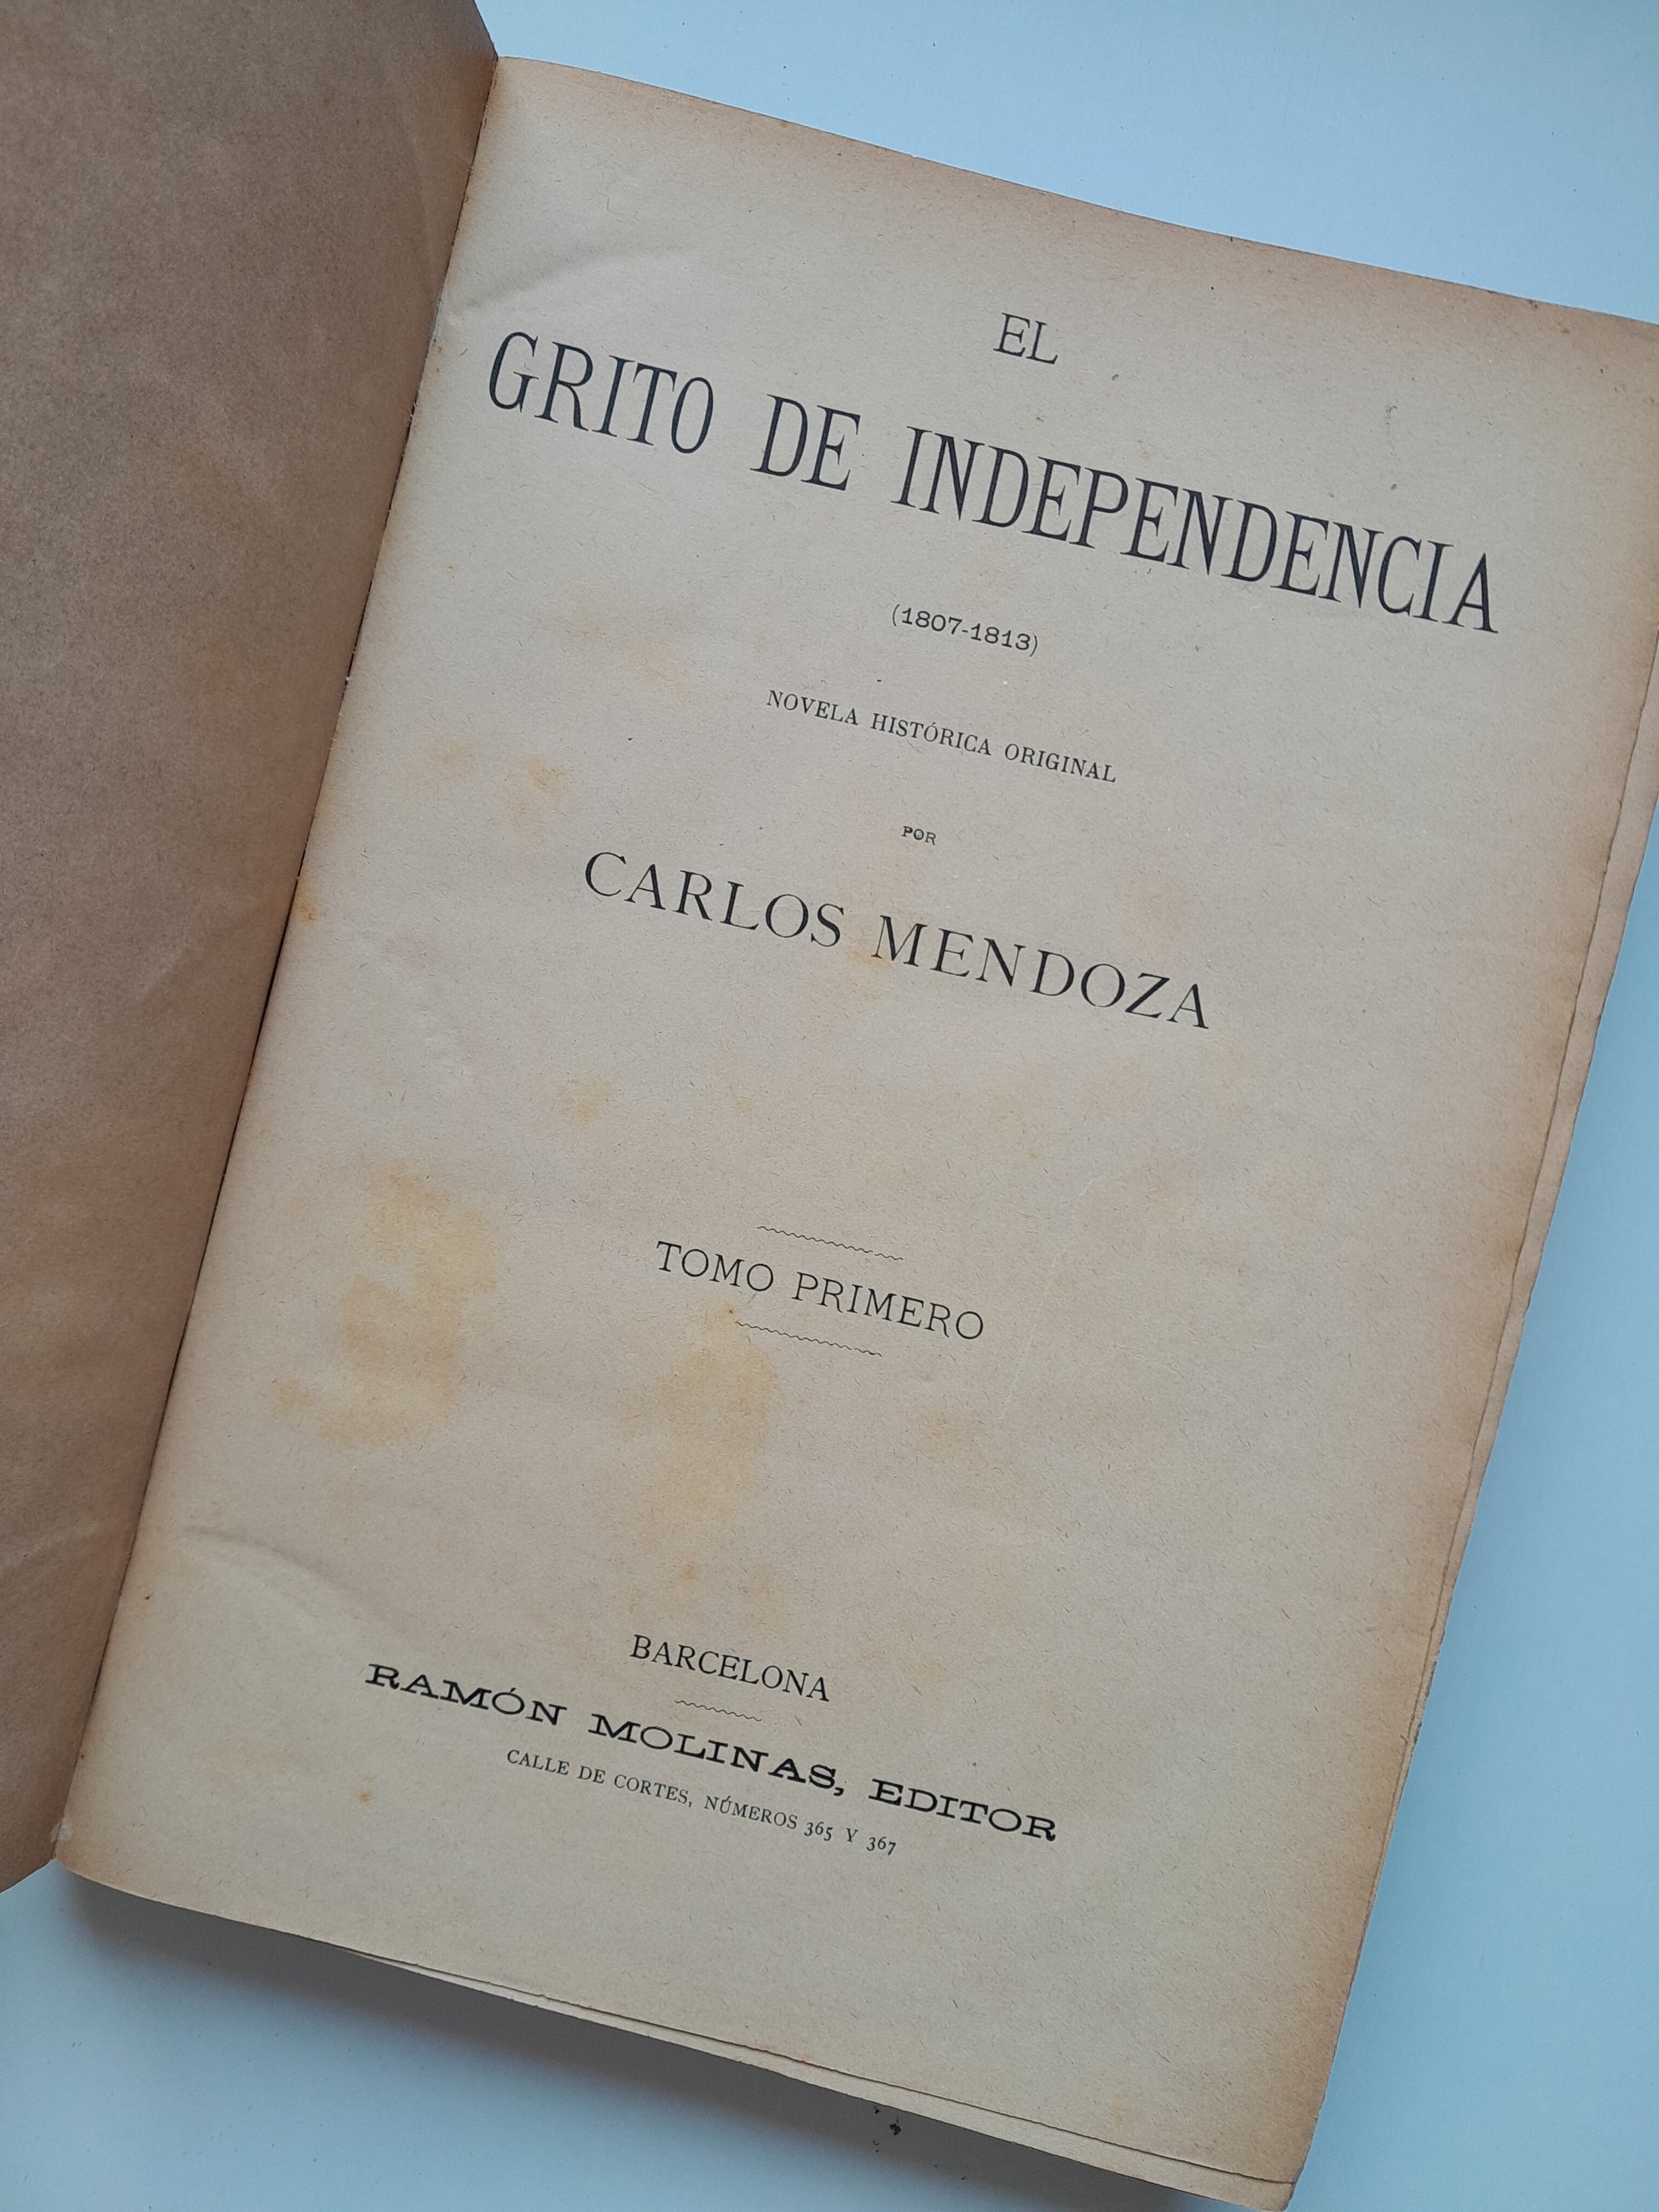 EL
GRITO DE INDEPENDENCIA
(1807-1813)
NOVELA HISTÓRICA ORIGINAL
POR
CARLOS MENDOZA
TOMO PRIMERO
BARCELONA
RAMÓN MOLINAS, EDITOR
CALLE DE CORTES, NÚMEROS 365 Y 367